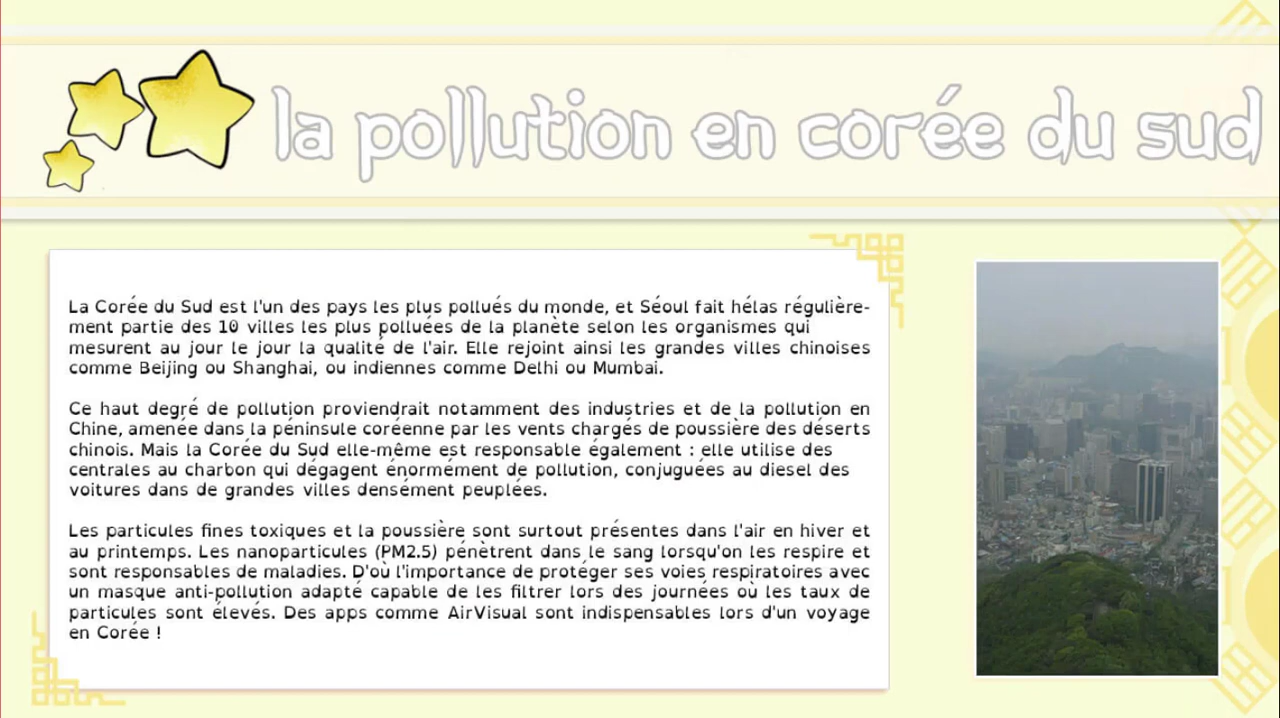 la pollution en corée du sud
La Corée du Sud est l'un des pays les plus pollués du monde, et Séoul fait hélas régulière-
ment partie des 10 villes les plus polluées de la planète selon les organismes qui
mesurent au jour le jour la qualité de l'air. Elle rejoint ainsi les grandes villes chinoises
comme Beijing ou Shanghai, ou indiennes comme Delhi ou Mumbai.
Ce haut degré de pollution proviendrait notamment des industries et de la pollution en
Chine, amenée dans la péninsule coréenne par les vents chargés de poussière des déserts
chinois. Mais la Corée du Sud elle-même est responsable également : elle utilise des
centrales au charbon qui dégagent énormément de pollution, conjuguées au diesel des
voitures dans de grandes villes densément peuplées.
Les particules fines toxiques et la poussière sont surtout présentes dans l'air en hiver et
au printemps. Les nanoparticules (PM2.5) pénètrent dans le sang lorsqu'on les respire et
sont responsables de maladies. D'où l'importance de protéger ses voies respiratoires avec
un masque anti-pollution adapté capable de les filtrer lors des journées où les taux de
particules sont élevés. Des apps comme AirVisual sont indispensables lors d'un voyage
en Corée !